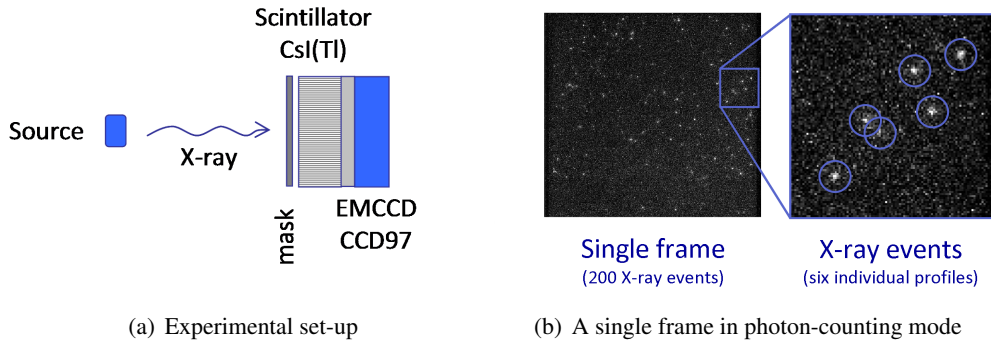 Scintillator
CsI(Tl)
Source
X-ray
mask
EMCCD
CCD97
Single frame
(200 X-ray events)
X-ray events
(six individual profiles)
(a) Experimental set-up
(b) A single frame in photon-counting mode